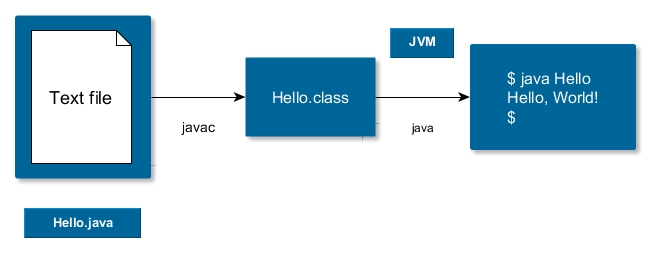 JVM
Text file
javac
Hello.class
java
$ java Hello
Hello, World!
$
Hello.java